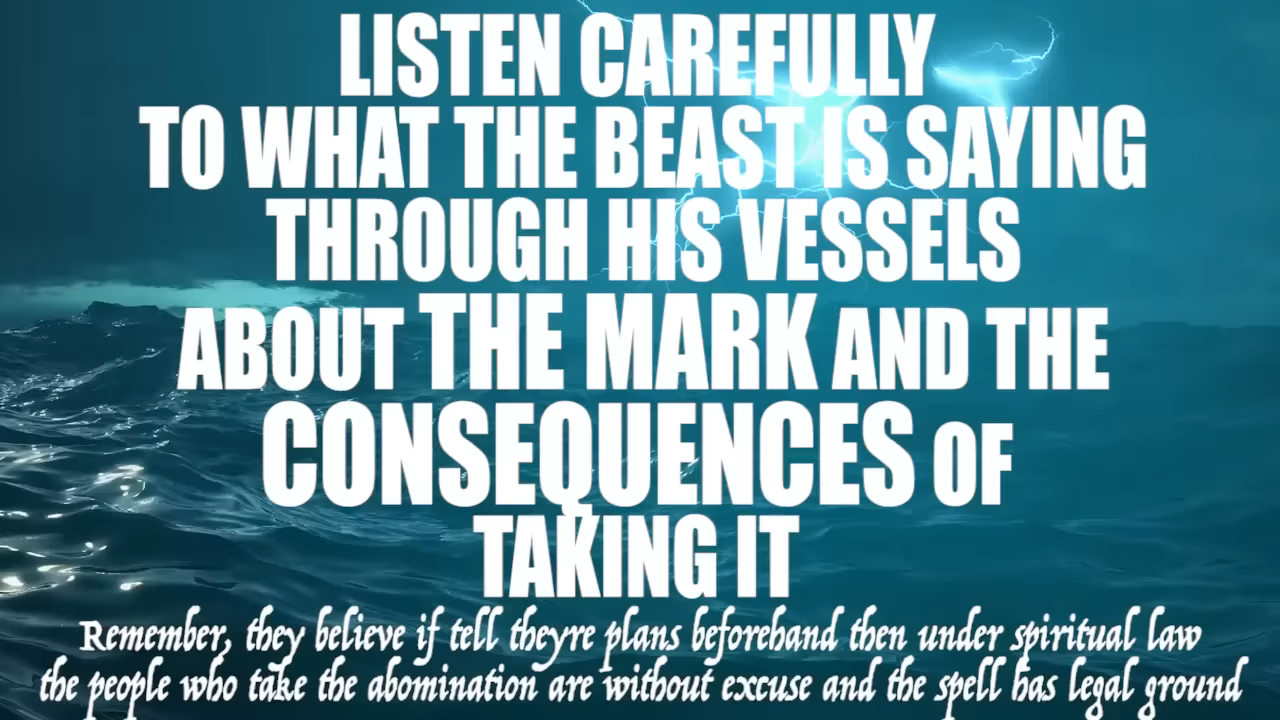 LISTEN CAREFULLY
TO WHAT THE BEAST IS SAYING
THROUGH HIS VESSELS
ABOUT THE MARK AND THE
CONSEQUENCES OF
TAKING IT
Remember, they believe if tell theyre plans beforehand then under spiritual law
the people who take the abomination are without excuse and the spell has legal ground